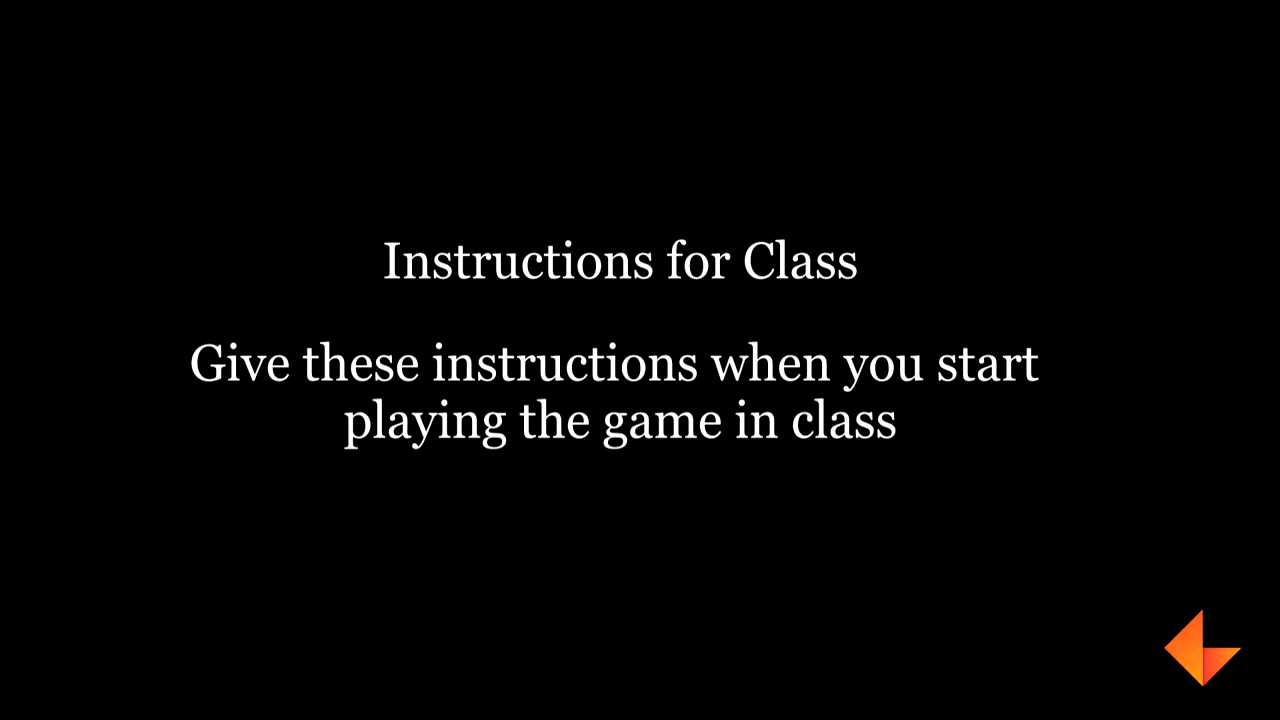 Instructions for Class
Give these instructions when you start
playing the game in class